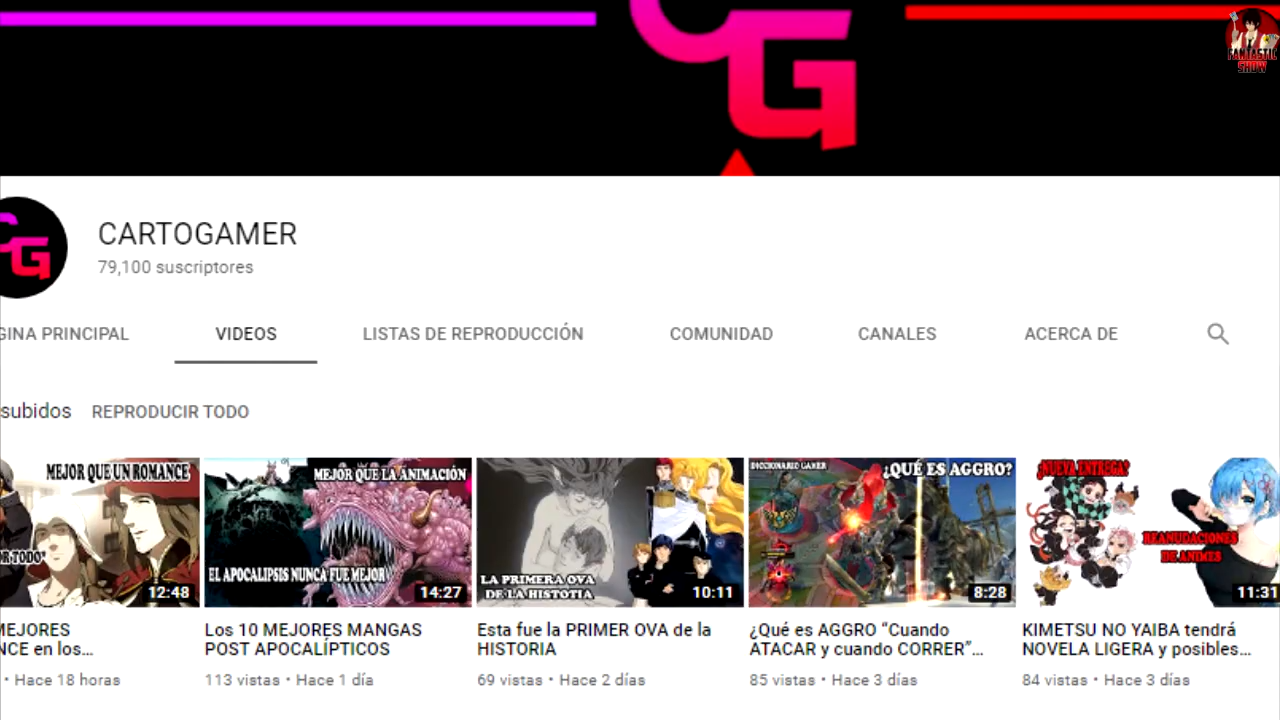 CG
FANTASTIC
SHOW
CG
CARTOGAMER
79,100 suscriptores
GINA PRINCIPAL
VIDEOS
LISTAS DE REPRODUCCIÓN
COMUNIDAD
CANALES
ACERCA DE
subidos
REPRODUCIR TODO
MEJOR QUE UN ROMANCE
OR TODO"
12:48
MEJOR QUE LA ANIMACIÓN
EL APOCALIPSIS NUNCA FUE MEJOR
14:27
LA PRIMERA OVA
DE LA HISTOTIA
10:11
DICCIONARIO GAMER
¿QUÉ ES AGGRO?
8:28
¿NUEVA ENTREGA?
REANUDACIONES
DE ANIMES
11:31
MEJORES
NCE en los...
• Hace 18 horas
Los 10 MEJORES MANGAS
POST APOCALÍPTICOS
113 vistas • Hace 1 día
Esta fue la PRIMER OVA de la
HISTORIA
69 vistas • Hace 2 días
¿Qué es AGGRO “Cuando
ATACAR y cuando CORRER”...
85 vistas • Hace 3 días
KIMETSU NO YAIBA tendrá
NOVELA LIGERA y posibles...
84 vistas • Hace 3 días